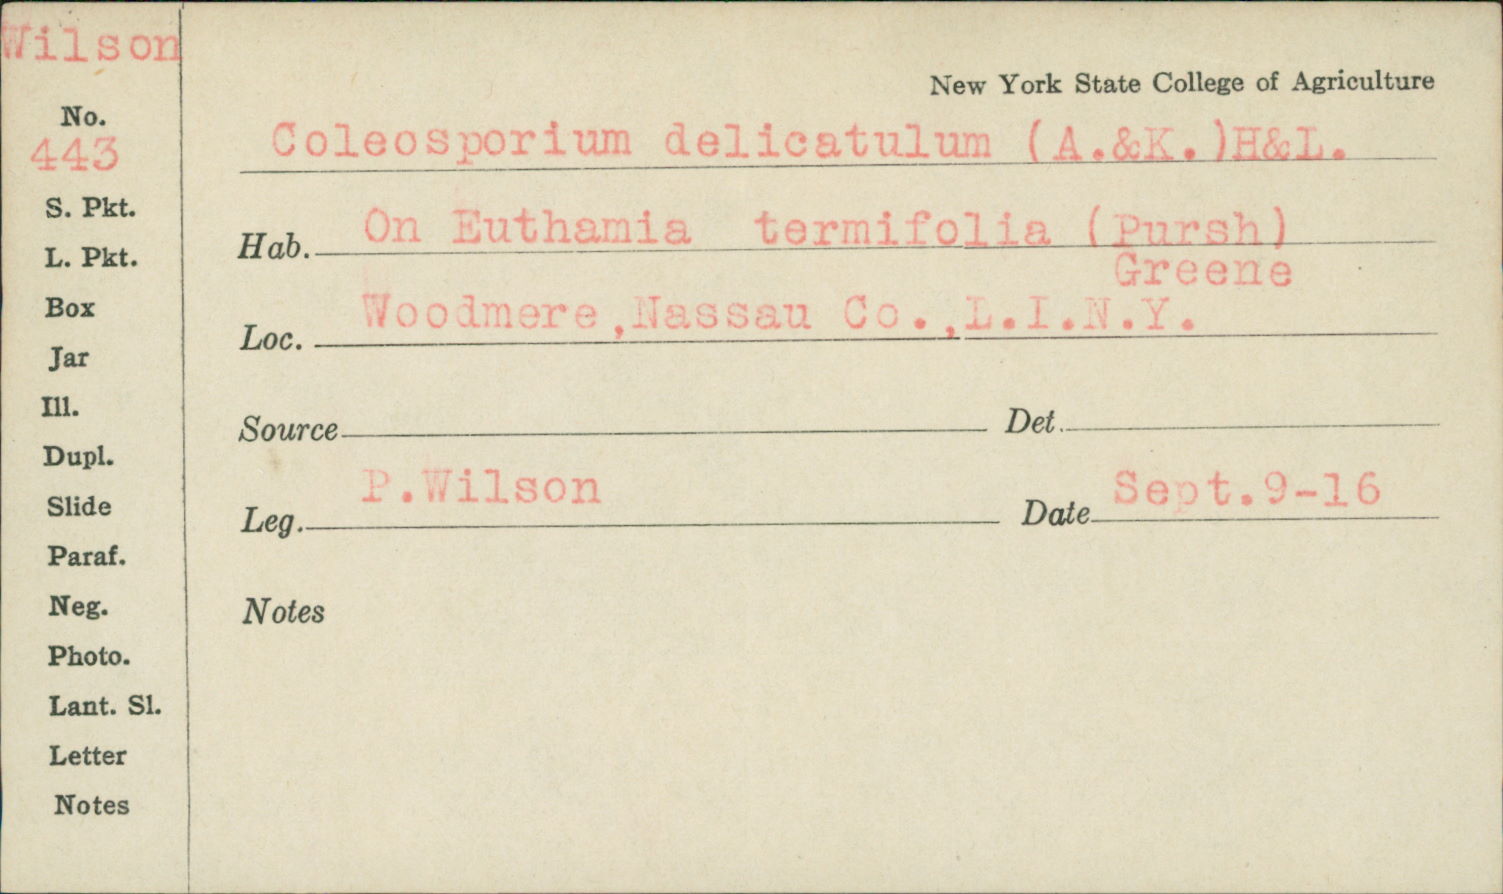 Wilson
New York State College of Agriculture
No.
443
Coleosporium delicatulum (A.&K.)H&L.
S. Pkt.
Hab. On Euthamia termifolia (Pursh)
Greene
L. Pkt.
Box
Loc. Woodmere,Nassau Co.,L.I.N.Y.
Jar
Ill.
Source Det.
Dupl.
Slide
Leg. P.Wilson Date Sept.9-16
Paraf.
Neg.
Notes
Photo.
Lant. Sl.
Letter
Notes